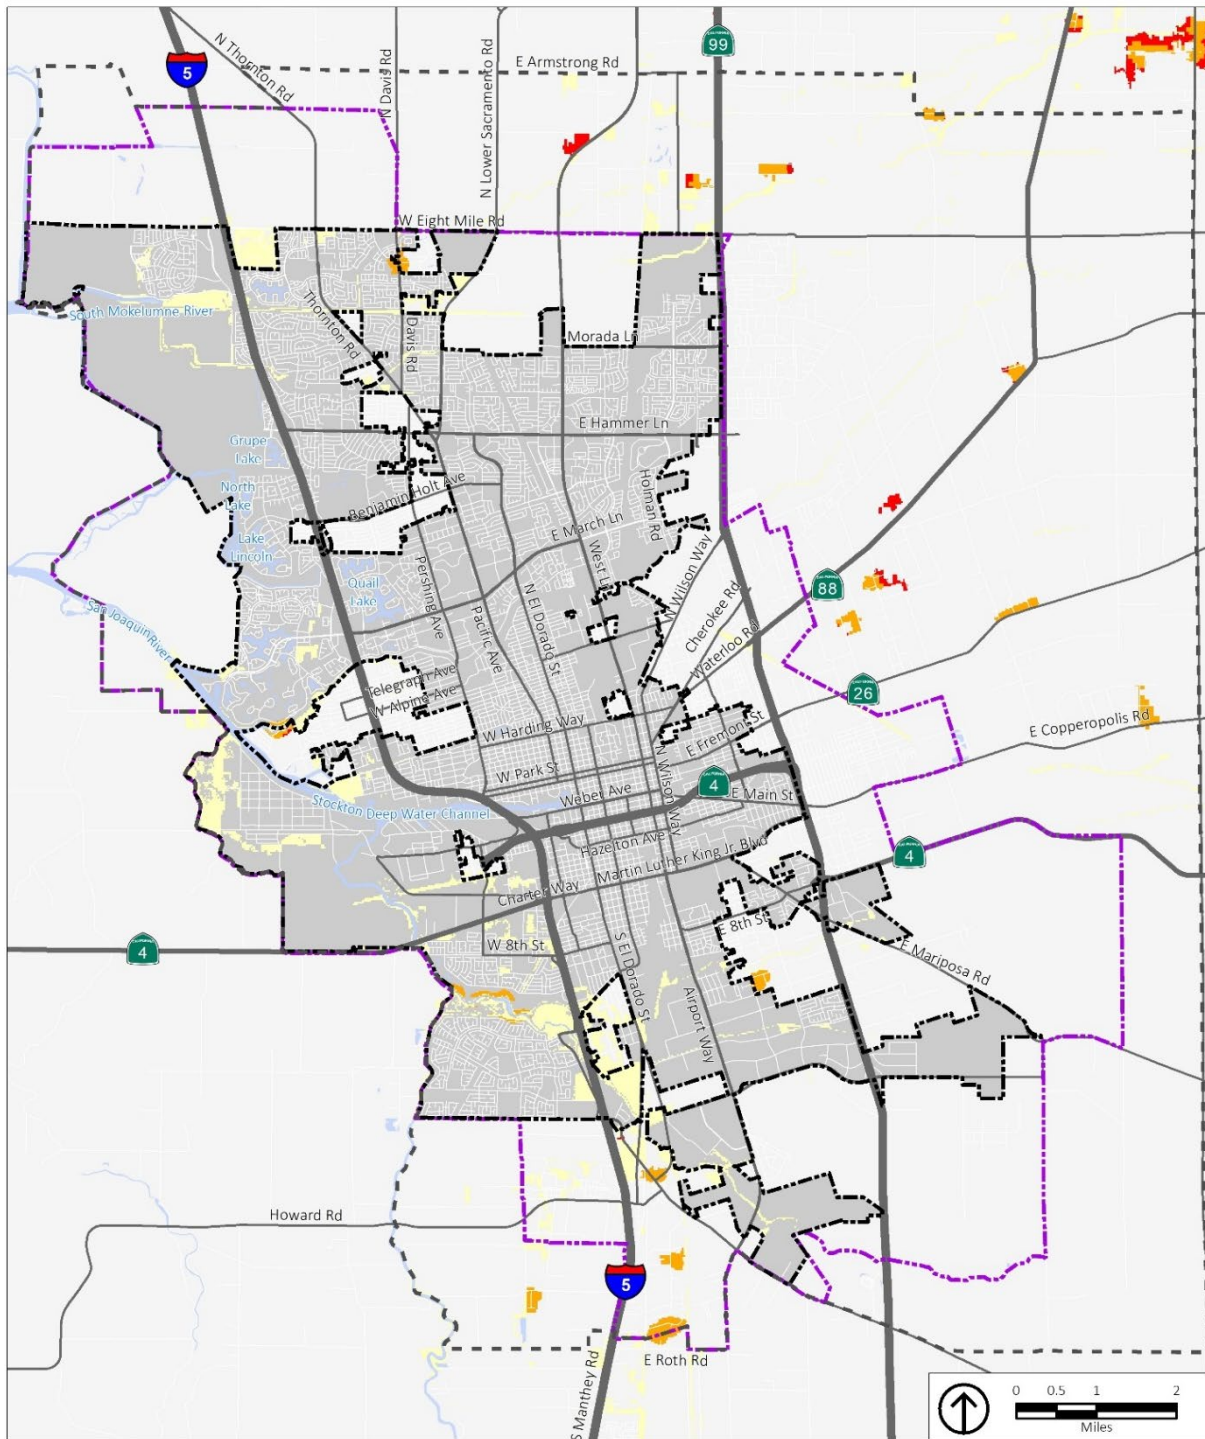 5
CALIFORNIA
99
E Armstrong Rd
N Thornton Rd
N Davis Rd
N Lower Sacramento Rd
W Eight Mile Rd
South Mokelumne River
Thornton Rd
Davis Rd
Morada Ln
E Hammer Ln
Grupe
Lake
North
Lake
Benjamin Holt Ave
Holman Rd
Lake
Lincoln
E March Ln
West Ln
N Wilson Way
Quail
Lake
Pershing Ave
Pacific Ave
N El Dorado St
Cherokee Rd
Waterloo Rd
CALIFORNIA
88
San Joaquin River
Telegraph Ave
W Alpine Ave
CALIFORNIA
26
W Harding Way
E Fremont St
E Copperopolis Rd
N Wilson Way
W Park St
CALIFORNIA
4
Weber Ave
E Main St
Stockton Deep Water Channel
Hazelton Ave
CALIFORNIA
4
Martin Luther King Jr. Blvd
Charter Way
E 8th St
W 8th St
CALIFORNIA
4
S El Dorado St
E Mariposa Rd
Airport Way
Howard Rd
5
E Roth Rd
S Manthey Rd
0 0.5 1 2
Miles